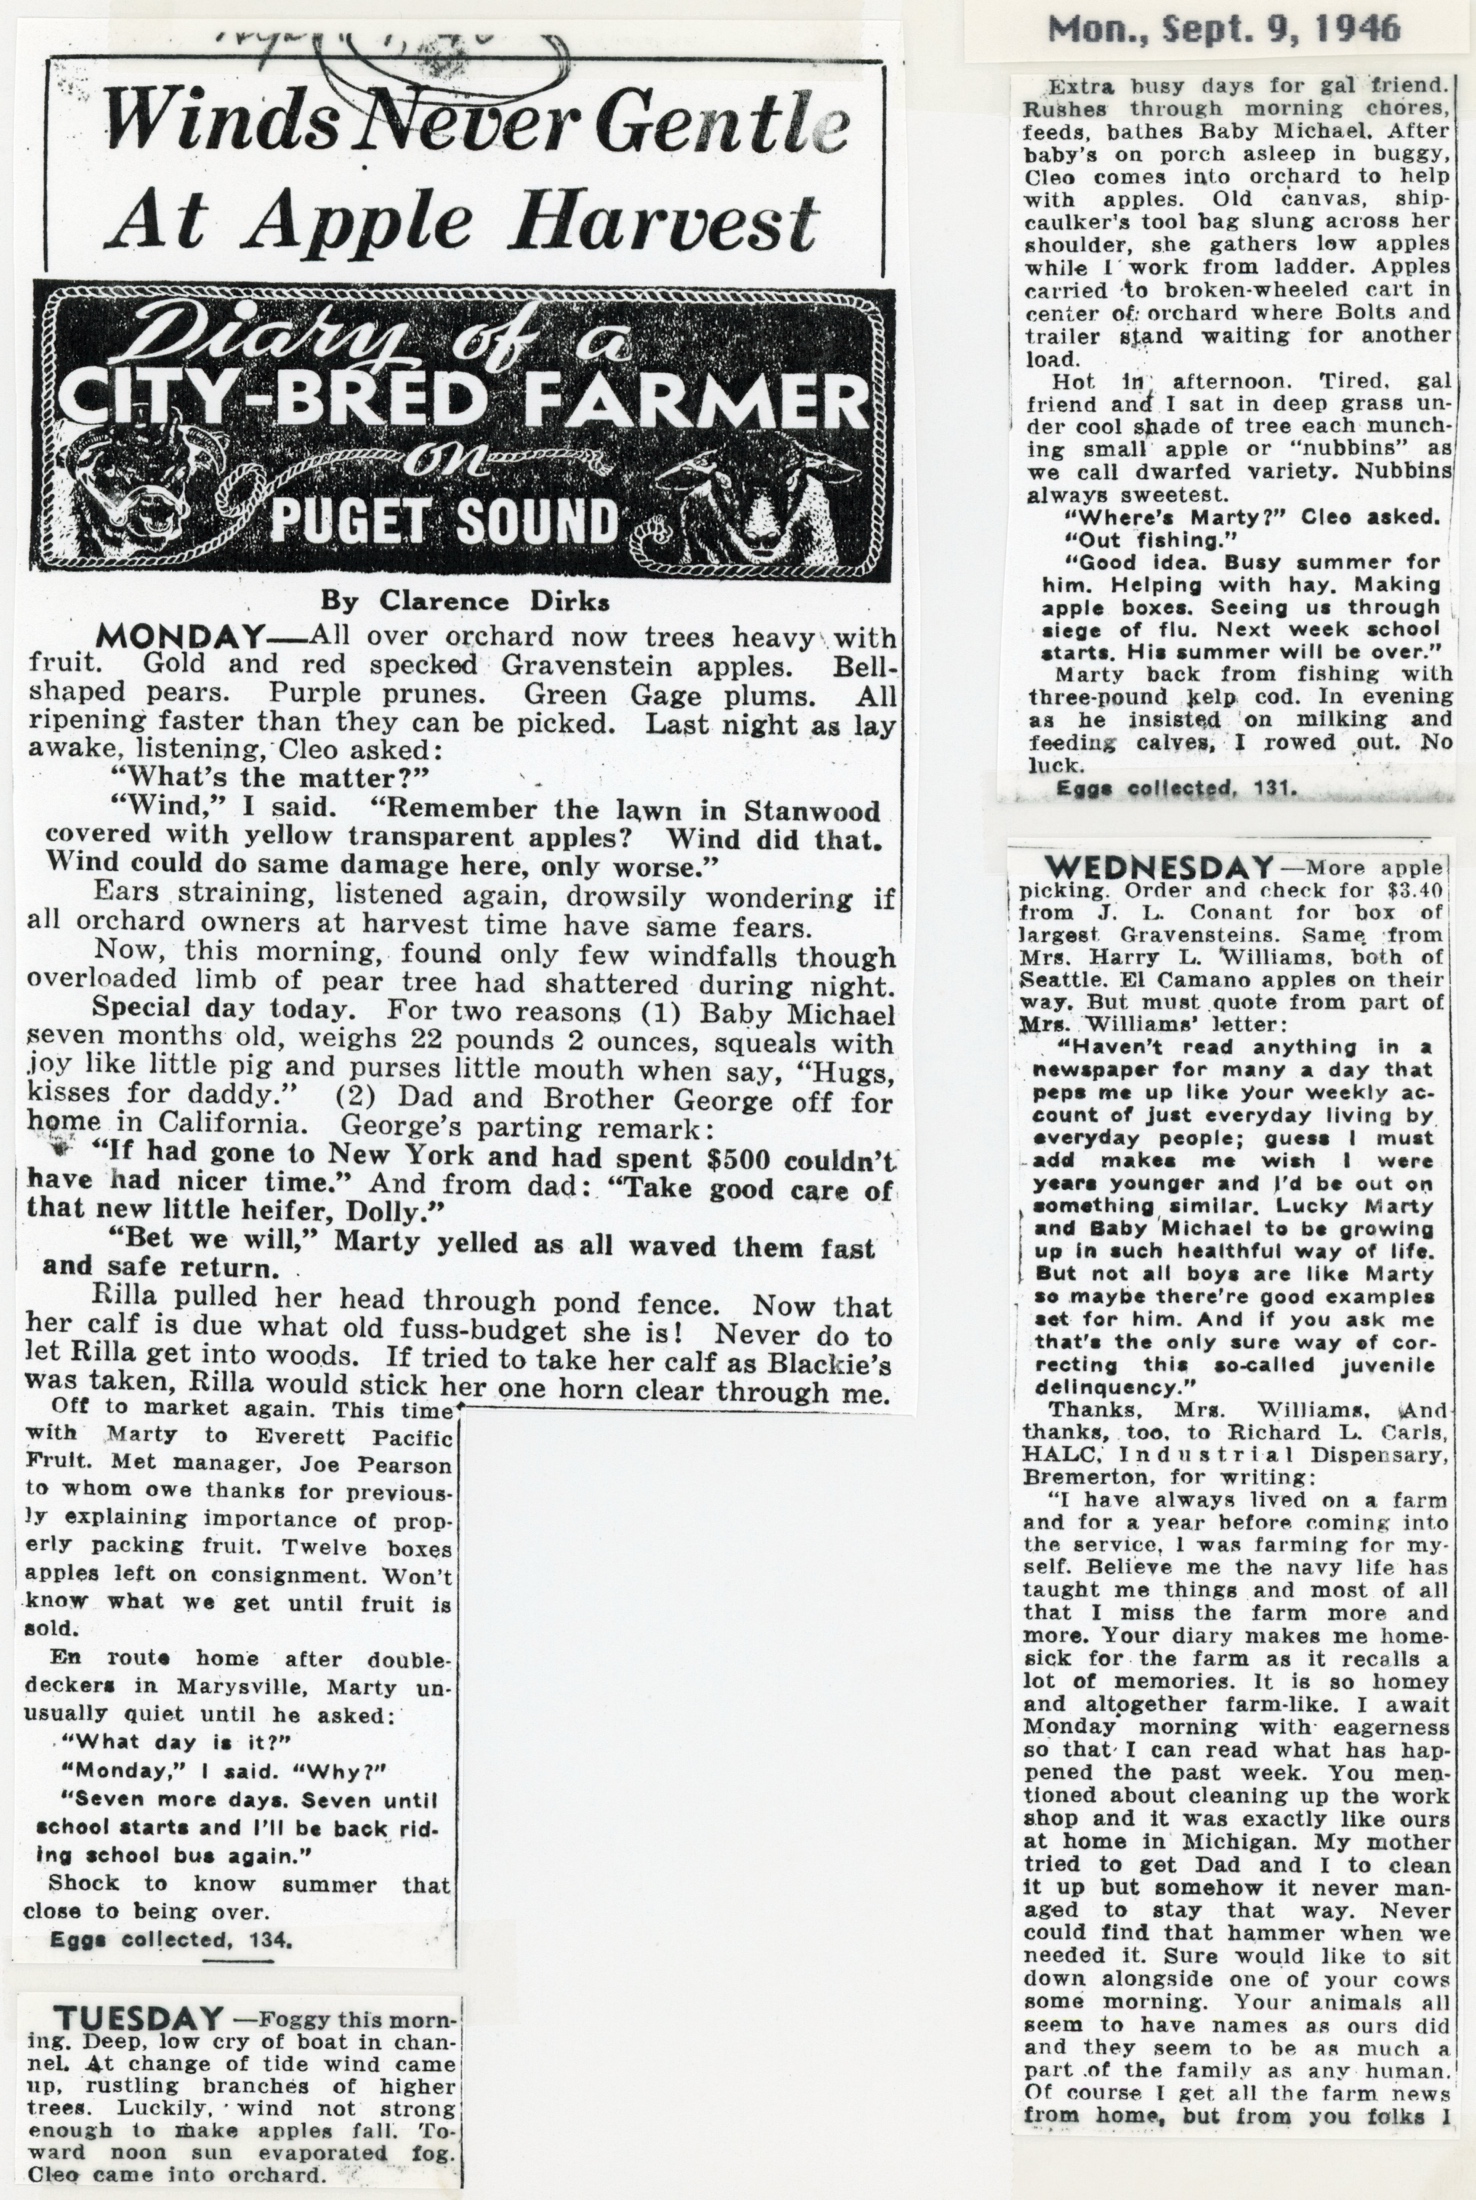 Mon., Sept. 9, 1946
Winds Never Gentle
At Apple Harvest
Diary of a
CITY-BRED FARMER
on
PUGET SOUND
By Clarence Dirks
MONDAY—All over orchard now trees heavy with
fruit. Gold and red specked Gravenstein apples. Bell-
shaped pears. Purple prunes. Green Gage plums. All
ripening faster than they can be picked. Last night as lay
awake, listening, Cleo asked:
"What's the matter?"
"Wind," I said. "Remember the lawn in Stanwood
covered with yellow transparent apples? Wind did that.
Wind could do same damage here, only worse."
Ears straining, listened again, drowsily wondering if
all orchard owners at harvest time have same fears.
Now, this morning, found only few windfalls though
overloaded limb of pear tree had shattered during night.
Special day today. For two reasons (1) Baby Michael
seven months old, weighs 22 pounds 2 ounces, squeals with
joy like little pig and purses little mouth when say, "Hugs,
kisses for daddy." (2) Dad and Brother George off for
home in California. George's parting remark:
"If had gone to New York and had spent $500 couldn't
have had nicer time." And from dad: "Take good care of
that new little heifer, Dolly."
"Bet we will," Marty yelled as all waved them fast
and safe return.
Rilla pulled her head through pond fence. Now that
her calf is due what old fuss-budget she is! Never do to
let Rilla get into woods. If tried to take her calf as Blackie's
was taken, Rilla would stick her one horn clear through me.
Off to market again. This time
with Marty to Everett Pacific
Fruit. Met manager, Joe Pearson
to whom owe thanks for previous-
ly explaining importance of prop-
erly packing fruit. Twelve boxes
apples left on consignment. Won't
know what we get until fruit is
sold.
En route home after double-
deckers in Marysville, Marty un-
usually quiet until he asked:
"What day is it?"
"Monday," I said. "Why?"
"Seven more days. Seven until
school starts and I'll be back rid-
ing school bus again."
Shock to know summer that
close to being over.
Eggs collected, 134.
TUESDAY—Foggy this morn-
ing. Deep, low cry of boat in chan-
nel. At change of tide wind came
up, rustling branches of higher
trees. Luckily, wind not strong
enough to make apples fall. To-
ward noon sun evaporated fog.
Cleo came into orchard.
Extra busy days for gal friend.
Rushes through morning chores,
feeds, bathes Baby Michael. After
baby's on porch asleep in buggy,
Cleo comes into orchard to help
with apples. Old canvas, ship-
caulker's tool bag slung across her
shoulder, she gathers low apples
while I work from ladder. Apples
carried to broken-wheeled cart in
center of orchard where Bolts and
trailer stand waiting for another
load.
Hot in afternoon. Tired, gal
friend and I sat in deep grass un-
der cool shade of tree each munch-
ing small apple or "nubbins" as
we call dwarfed variety. Nubbins
always sweetest.
"Where's Marty?" Cleo asked.
"Out fishing."
"Good idea. Busy summer for
him. Helping with hay. Making
apple boxes. Seeing us through
siege of flu. Next week school
starts. His summer will be over."
Marty back from fishing with
three-pound kelp cod. In evening
as he insisted on milking and
feeding calves, I rowed out. No
luck.
Eggs collected, 131.
WEDNESDAY—More apple
picking. Order and check for $3.40
from J. L. Conant for box of
largest Gravensteins. Same from
Mrs. Harry L. Williams, both of
Seattle. El Camano apples on their
way. But must quote from part of
Mrs. Williams' letter:
"Haven't read anything in a
newspaper for many a day that
peps me up like your weekly ac-
count of just everyday living by
everyday people; guess I must
add makes me wish I were
years younger and I'd be out on
something similar. Lucky Marty
and Baby Michael to be growing
up in such healthful way of life.
But not all boys are like Marty
so maybe there're good examples
set for him. And if you ask me
that's the only sure way of cor-
recting this so-called juvenile
delinquency."
Thanks, Mrs. Williams. And
thanks, too, to Richard L. Carls,
HALC, Industrial Dispensary,
Bremerton, for writing:
"I have always lived on a farm
and for a year before coming into
the service, I was farming for my-
self. Believe me the navy life has
taught me things and most of all
that I miss the farm more and
more. Your diary makes me home-
sick for the farm as it recalls a
lot of memories. It is so homey
and altogether farm-like. I await
Monday morning with eagerness
so that I can read what has hap-
pened the past week. You men-
tioned about cleaning up the work
shop and it was exactly like ours
at home in Michigan. My mother
tried to get Dad and I to clean
it up but somehow it never man-
aged to stay that way. Never
could find that hammer when we
needed it. Sure would like to sit
down alongside one of your cows
some morning. Your animals all
seem to have names as ours did
and they seem to be as much a
part of the family as any human.
Of course I get all the farm news
from home, but from you folks I